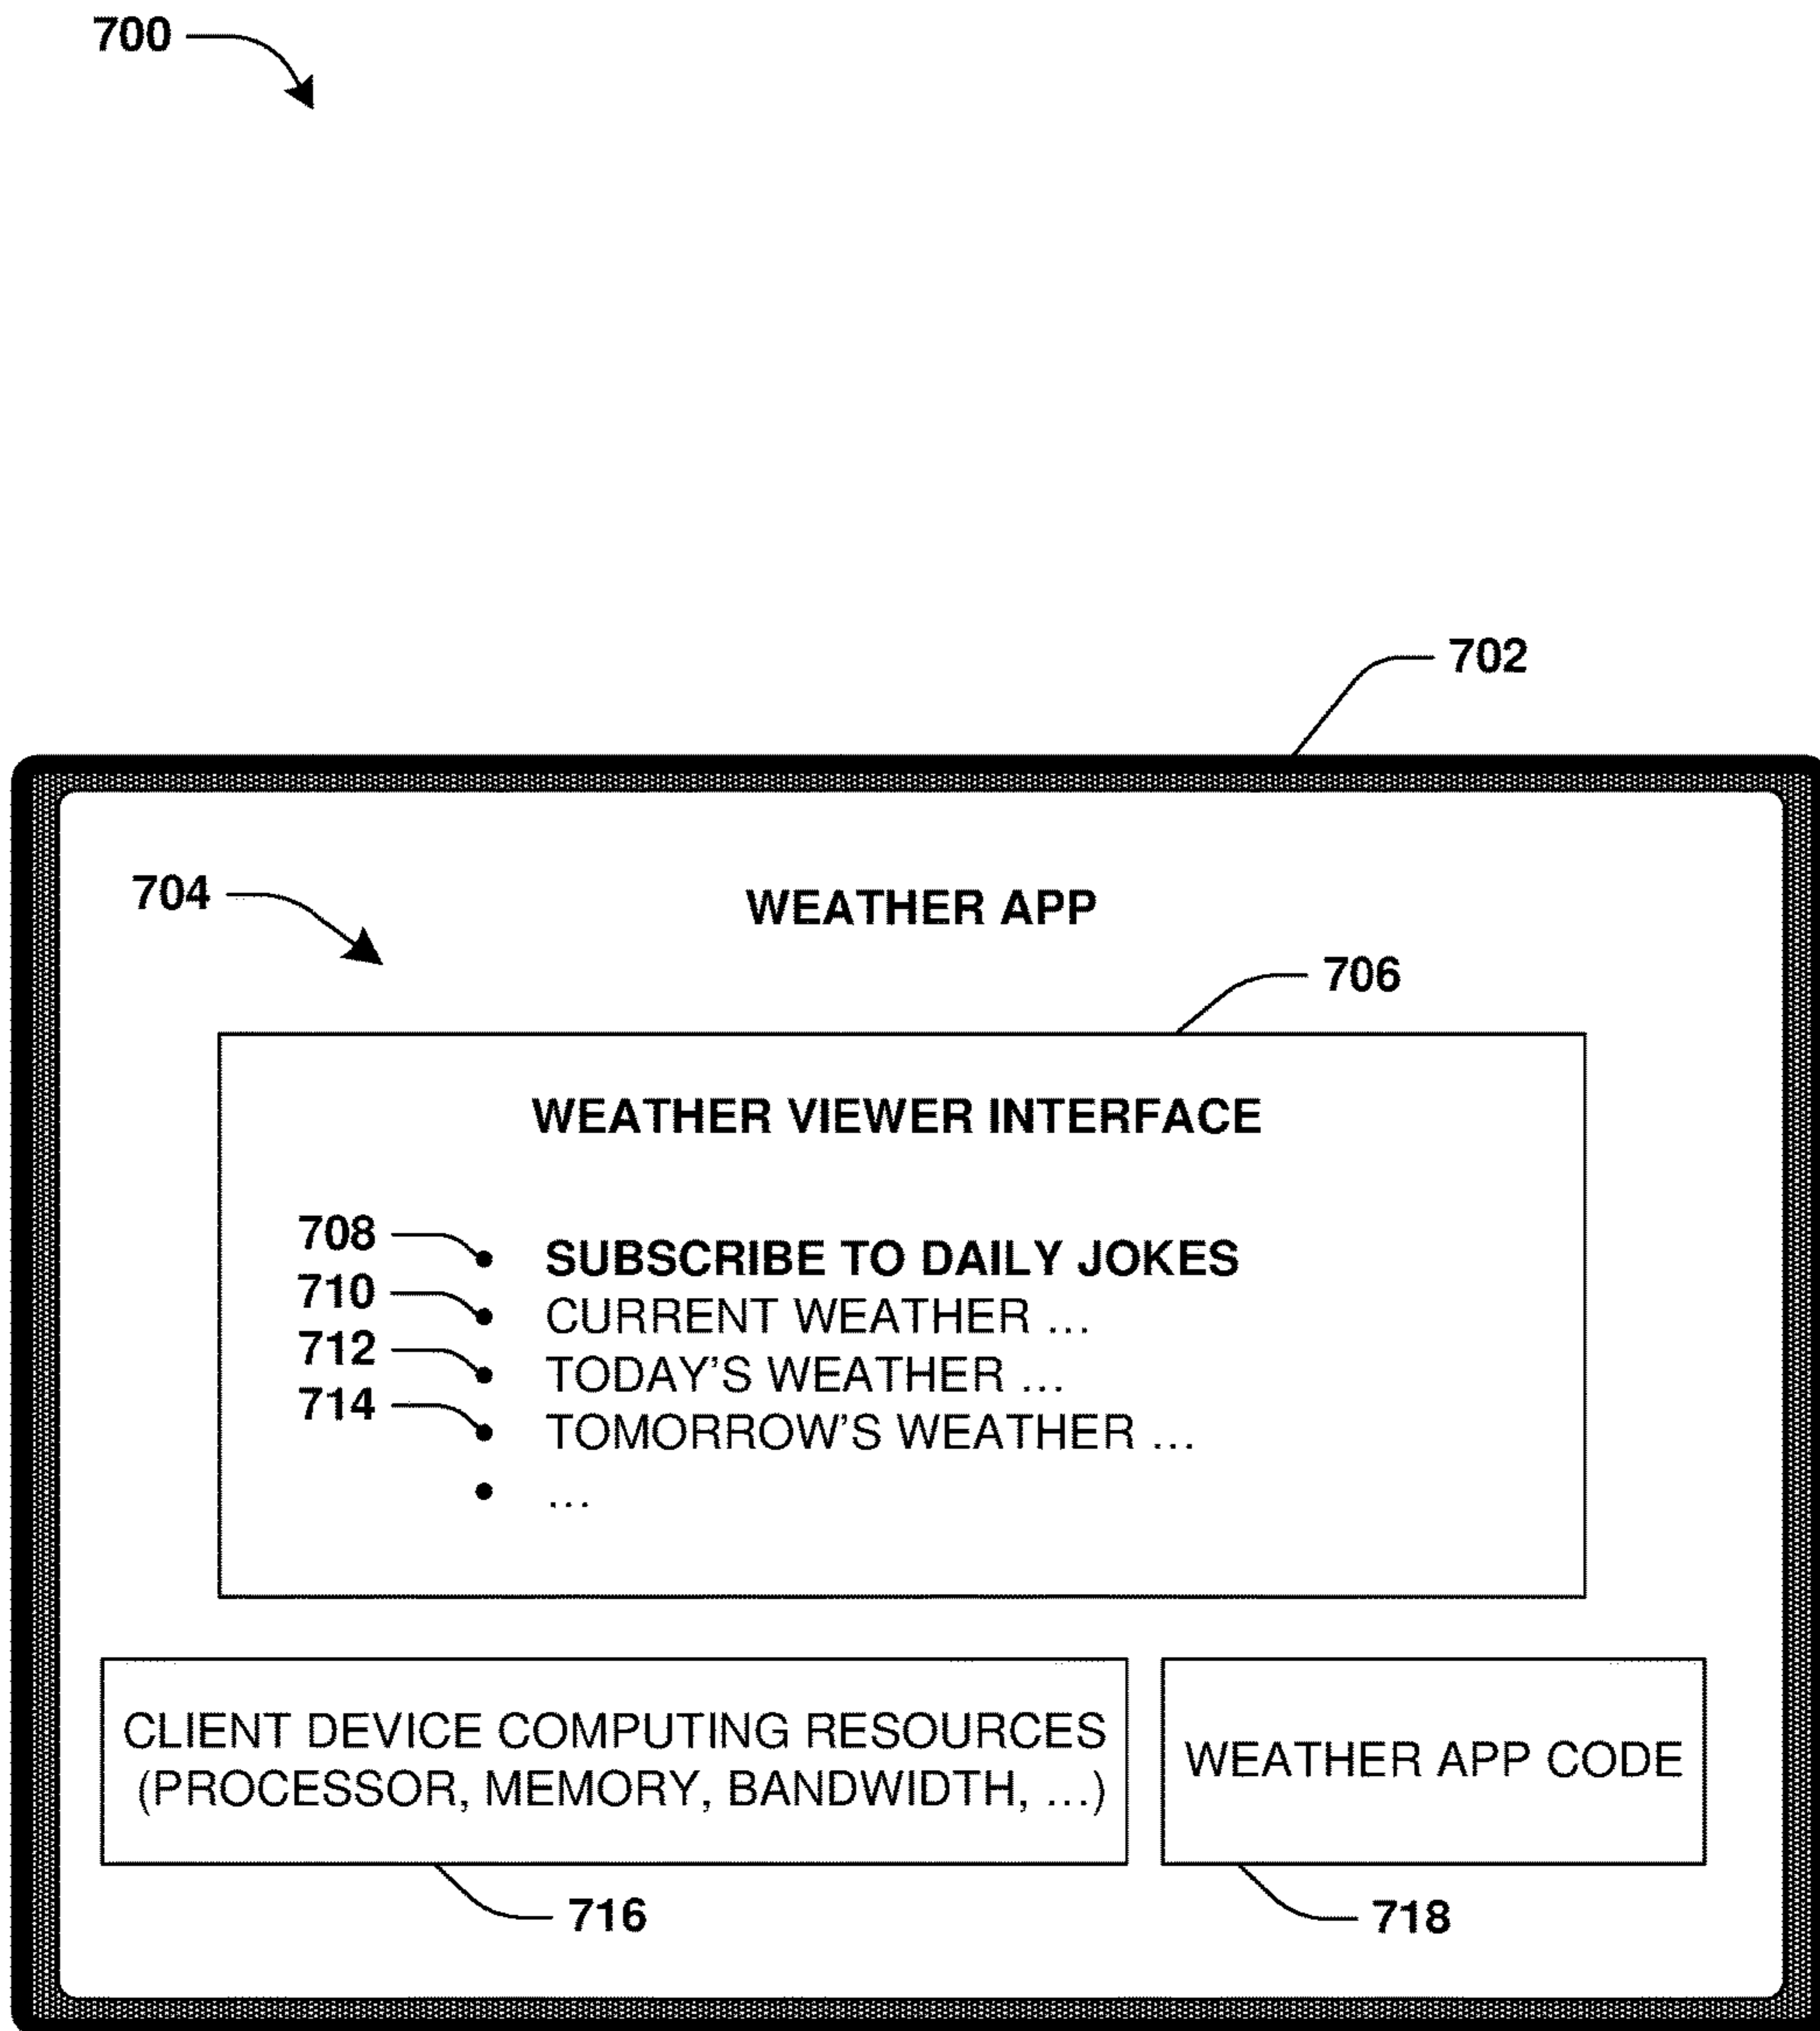 700
702
704
WEATHER APP
706
WEATHER VIEWER INTERFACE
708
• SUBSCRIBE TO DAILY JOKES
710
• CURRENT WEATHER ...
712
• TODAY'S WEATHER ...
714
• TOMORROW'S WEATHER ...
• ...
CLIENT DEVICE COMPUTING RESOURCES
(PROCESSOR, MEMORY, BANDWIDTH, ...)
WEATHER APP CODE
716
718